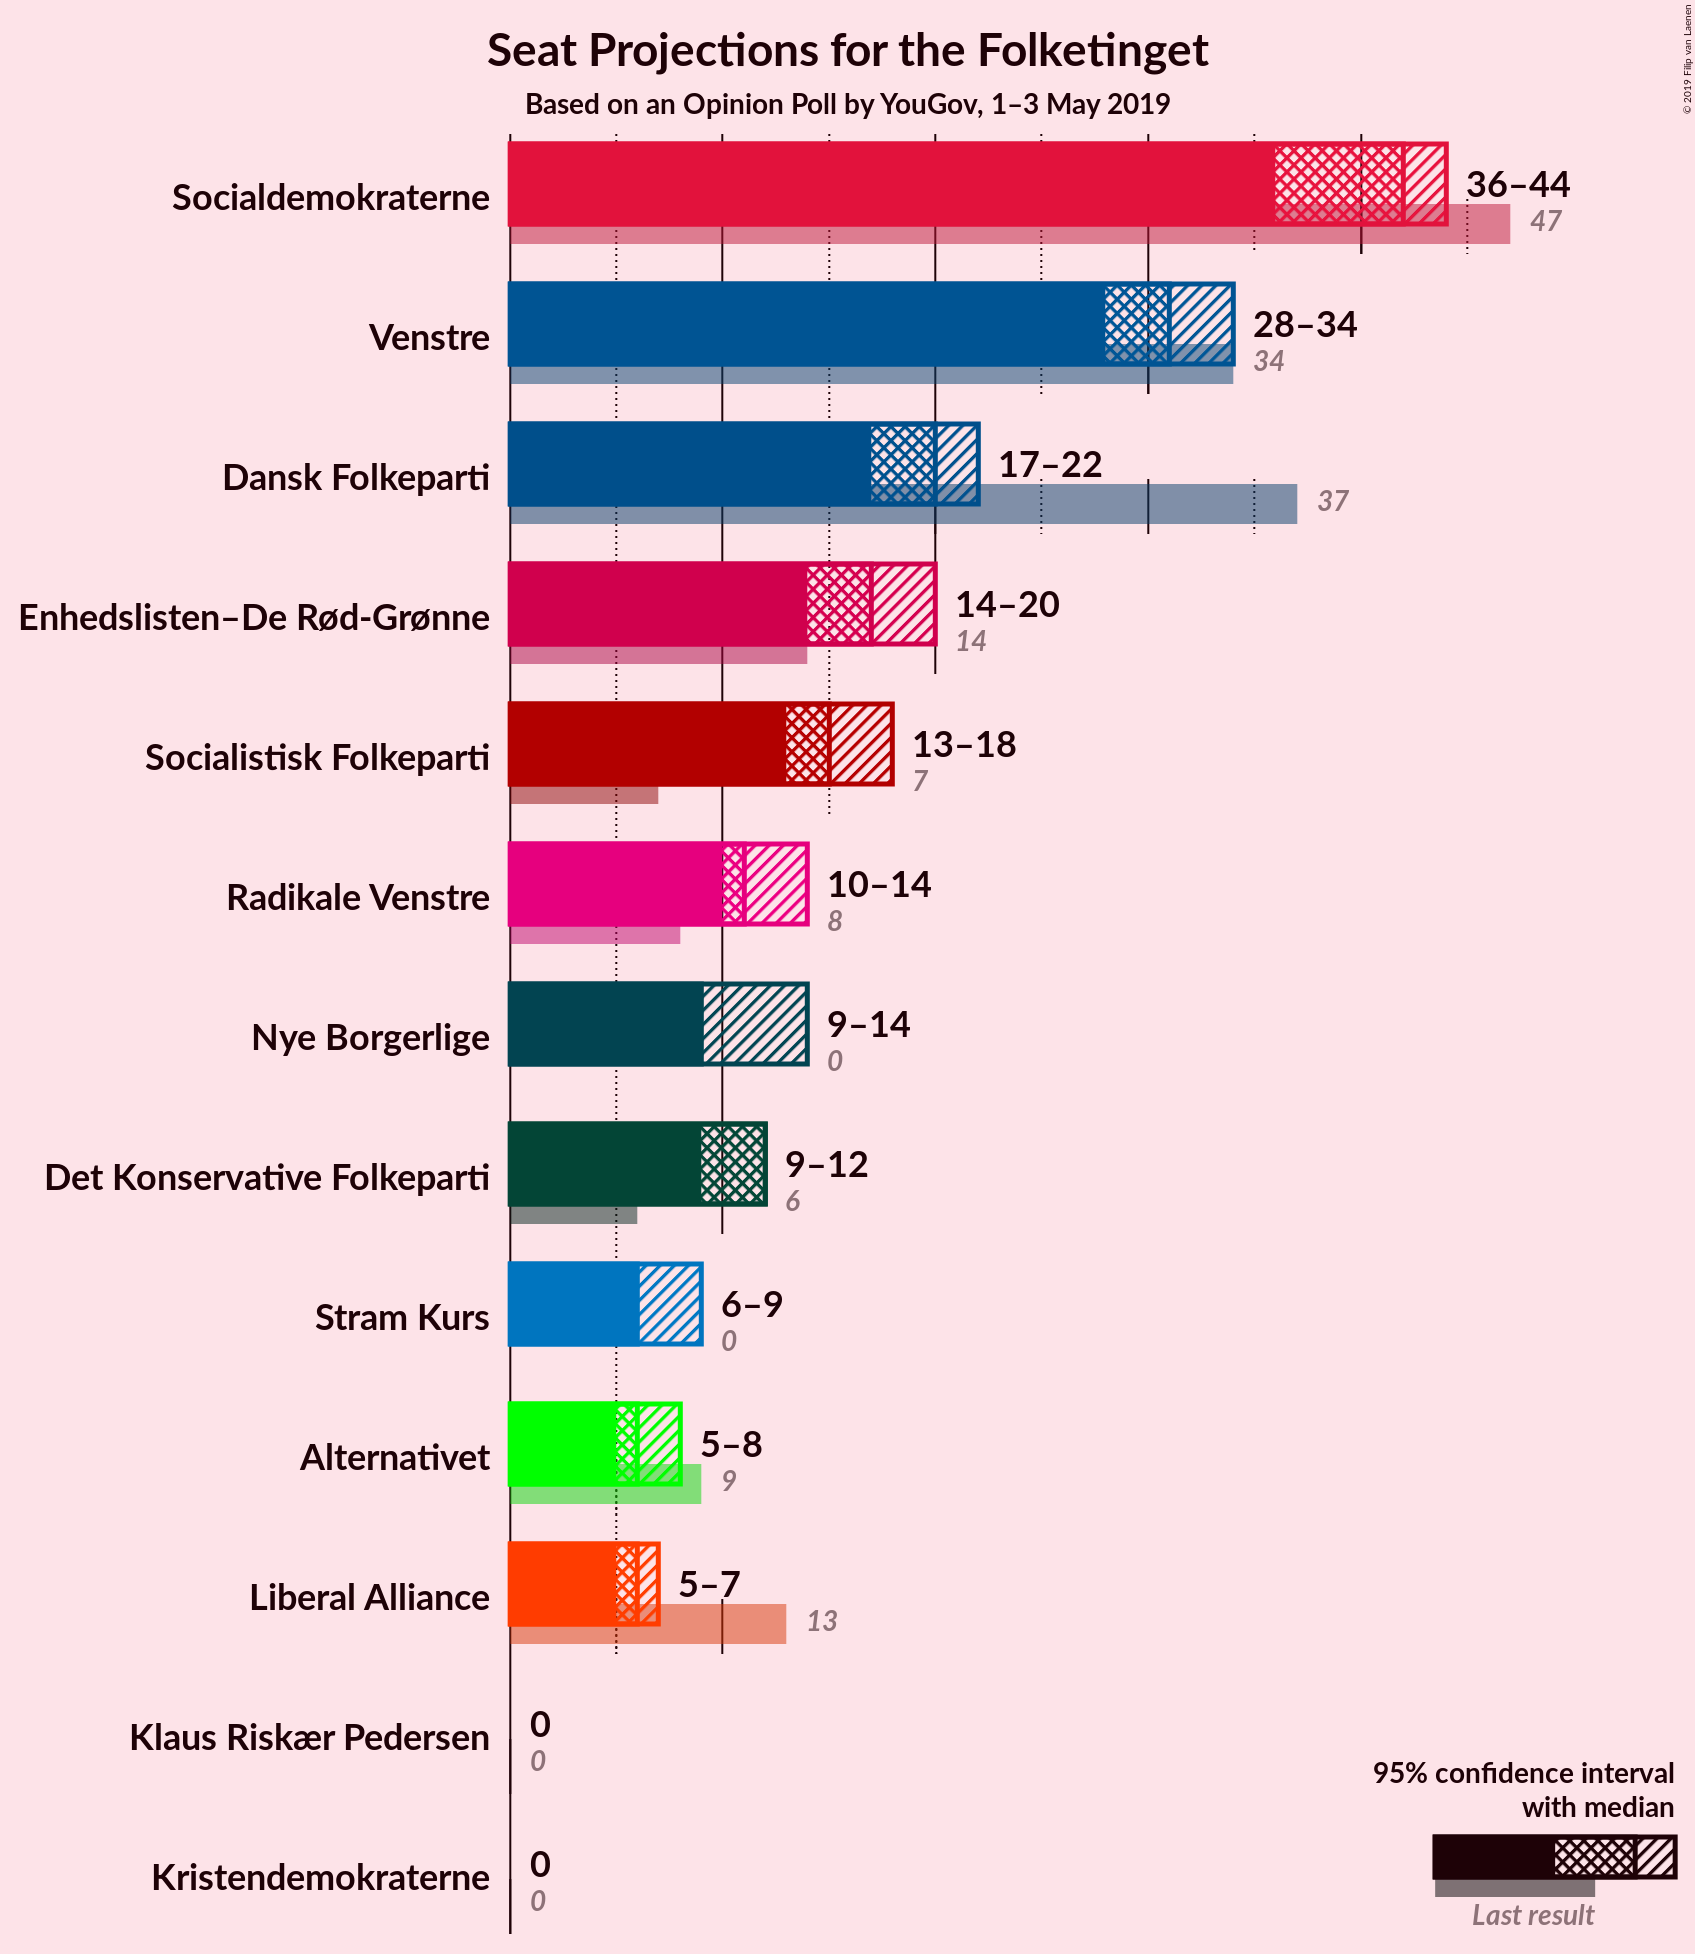 Seat Projections for the Folketinget
Based on an Opinion Poll by YouGov, 1–3 May 2019
© 2019 Filip van Laenen
Socialdemokraterne
36–44
47
Venstre
28–34
34
Dansk Folkeparti
17–22
37
Enhedslisten–De Rød-Grønne
14–20
14
Socialistisk Folkeparti
13–18
7
Radikale Venstre
10–14
8
Nye Borgerlige
9–14
0
Det Konservative Folkeparti
9–12
6
Stram Kurs
6–9
0
Alternativet
5–8
9
Liberal Alliance
5–7
13
Klaus Riskær Pedersen
0
0
Kristendemokraterne
0
0
95% confidence interval
with median
Last result